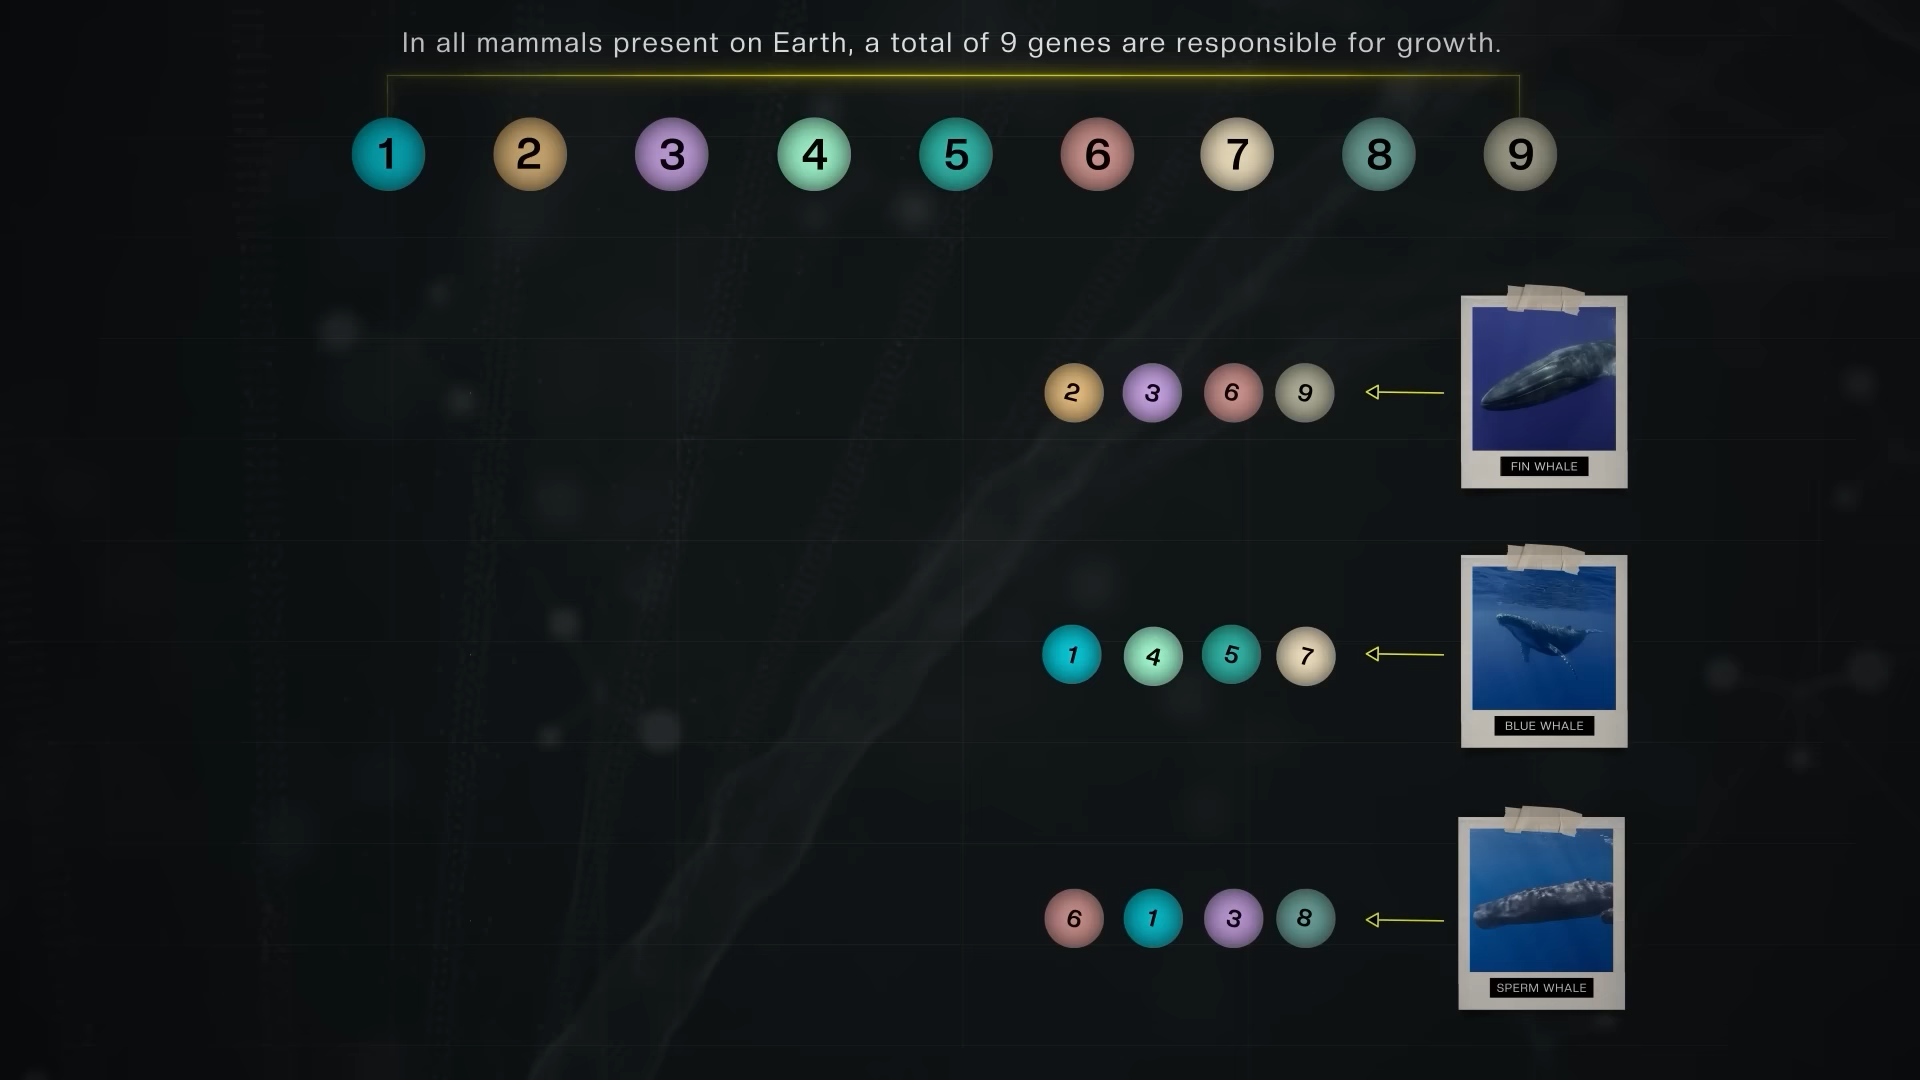 In all mammals present on Earth, a total of 9 genes are responsible for growth.
1 2 3 4 5 6 7 8 9
2 3 6 9
FIN WHALE
1 4 5 7
BLUE WHALE
6 1 3 8
SPERM WHALE